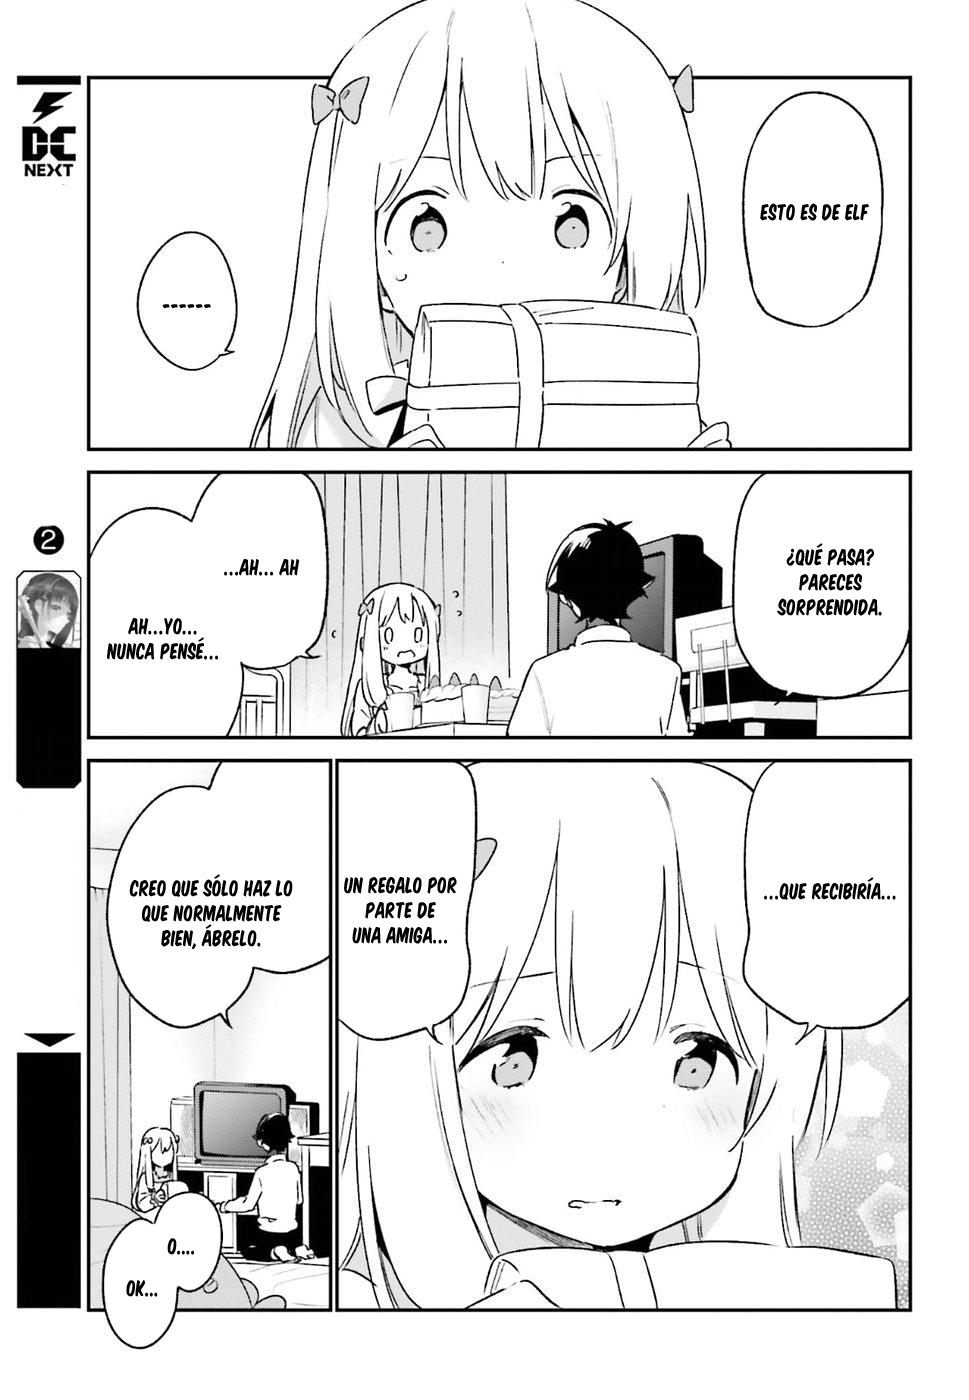 DC
NEXT
ESTO ES DE ELF
------
¿QUÉ PASA?
PARECES
SORPRENDIDA.
...AH... AH
AH...YO...
NUNCA PENSÉ...
2
...QUE RECIBIRÍA...
UN REGALO POR
PARTE DE
UNA AMIGA...
CREO QUE SÓLO HAZ LO
QUE NORMALMENTE
BIEN, ÁBRELO.
O....
OK...